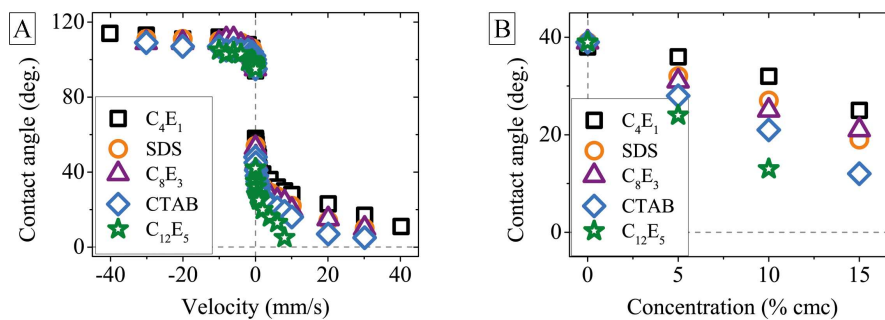 A
Contact angle (deg.)
120
80
40
0
C₄E₁
SDS
C₈E₃
CTAB
C₁₂E₅
-40 -20 0 20 40
Velocity (mm/s)
B
Contact angle (deg.)
40
20
0
C₄E₁
SDS
C₈E₃
CTAB
C₁₂E₅
0 5 10 15
Concentration (% cmc)